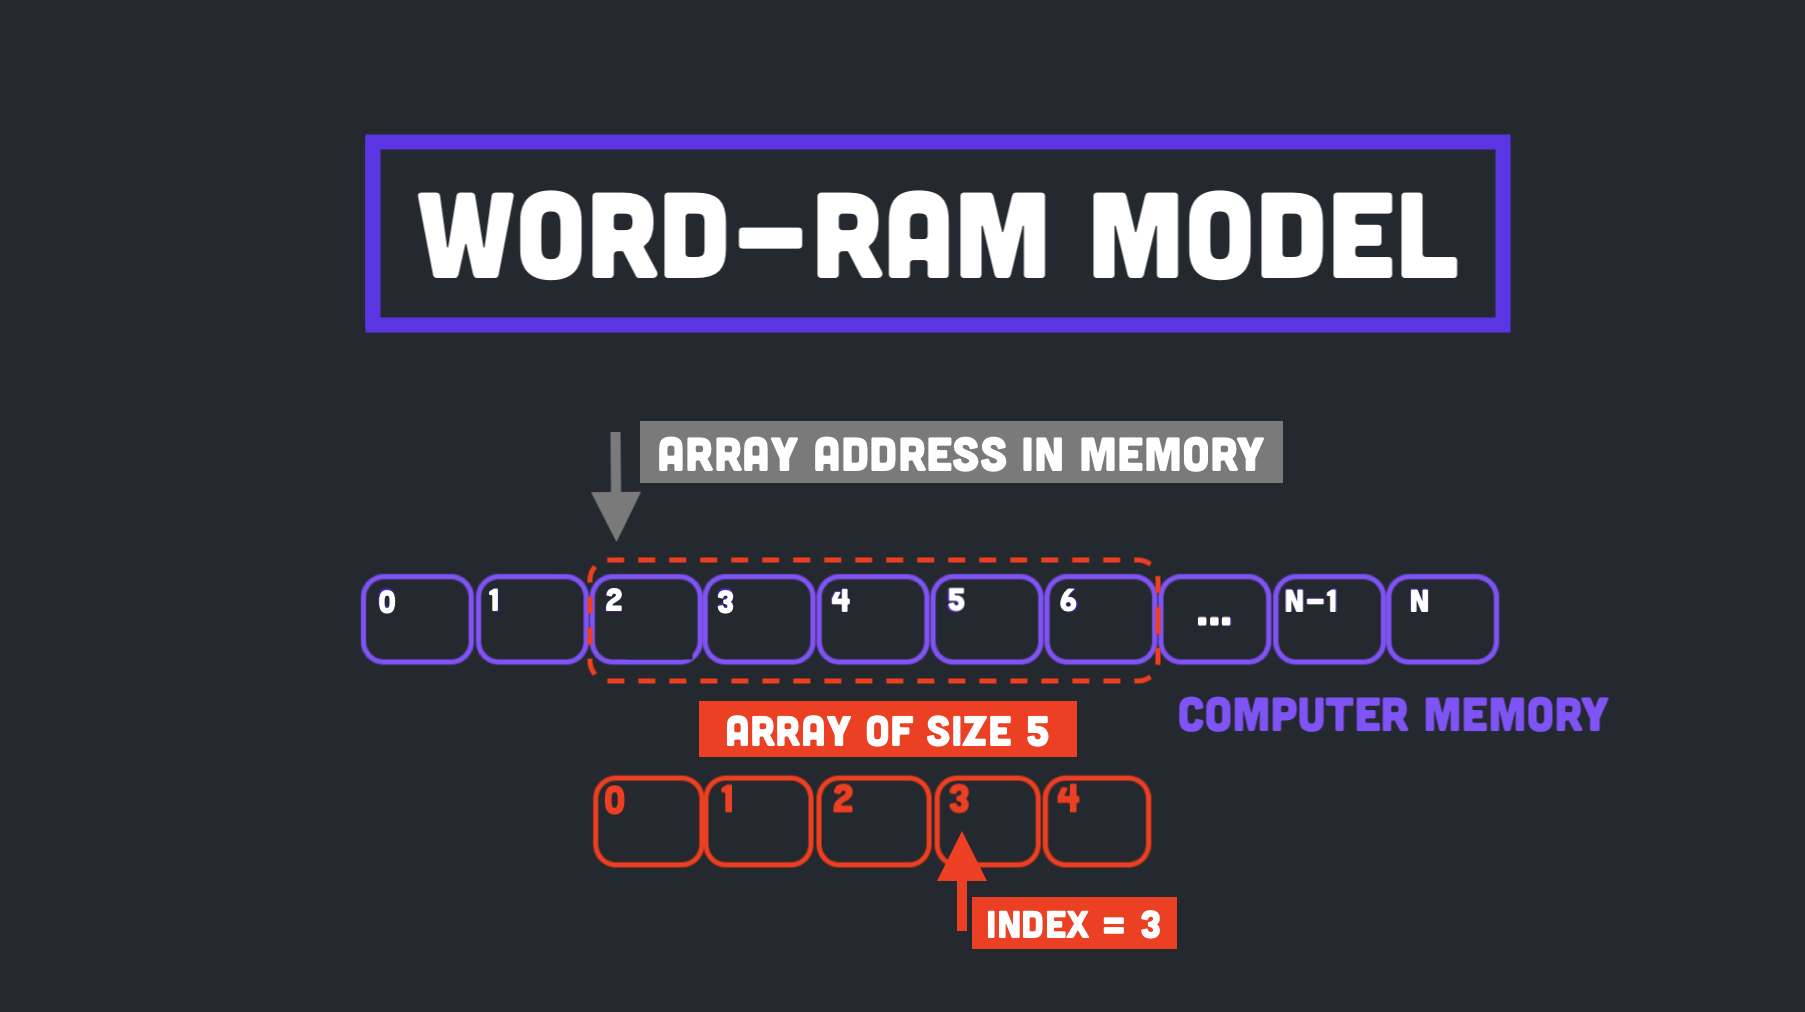 WORD-RAM MODEL
ARRAY ADDRESS IN MEMORY
0 1 2 3 4 5 6 ... N-1 N
COMPUTER MEMORY
ARRAY OF SIZE 5
0 1 2 3 4
INDEX = 3